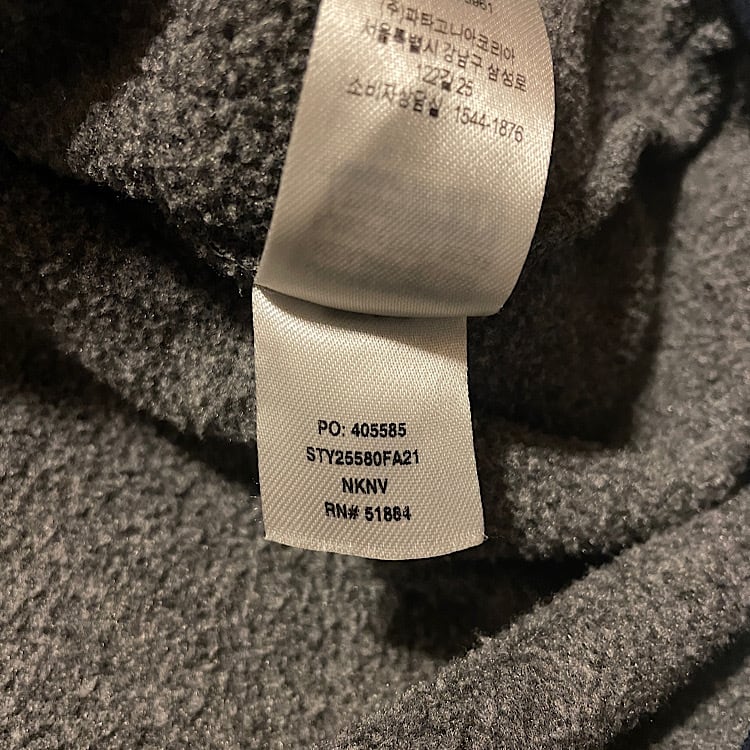 (주)파타고니아코리아
서울특별시 강남구 삼성로
122길 25
소비자상담실 1544-1876
PO: 405585
STY25580FA21
NKNV
RN# 51884